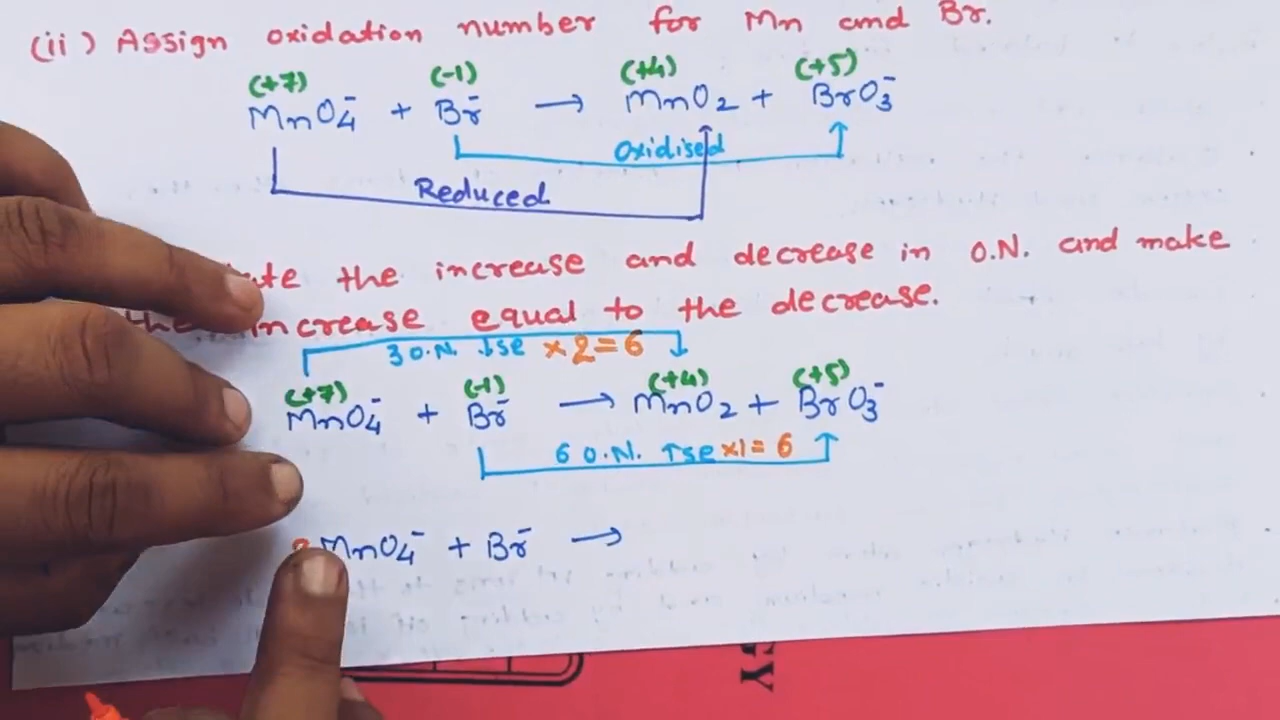 (ii) Assign oxidation number for Mn and Br.
(+7) (-1) (+4) (+5)
MnO₄⁻ + Br⁻ → MnO₂ + BrO₃⁻
Oxidised
Reduced
the increase and decrease in O.N. and make
increase equal to the decrease.
3 O.N. ↓se ×2=6
(+7) (-1) (+4) (+5)
MnO₄⁻ + Br⁻ → MnO₂ + BrO₃⁻
6 O.N. ↑se ×1=6
MnO₄⁻ + Br⁻ →
GY